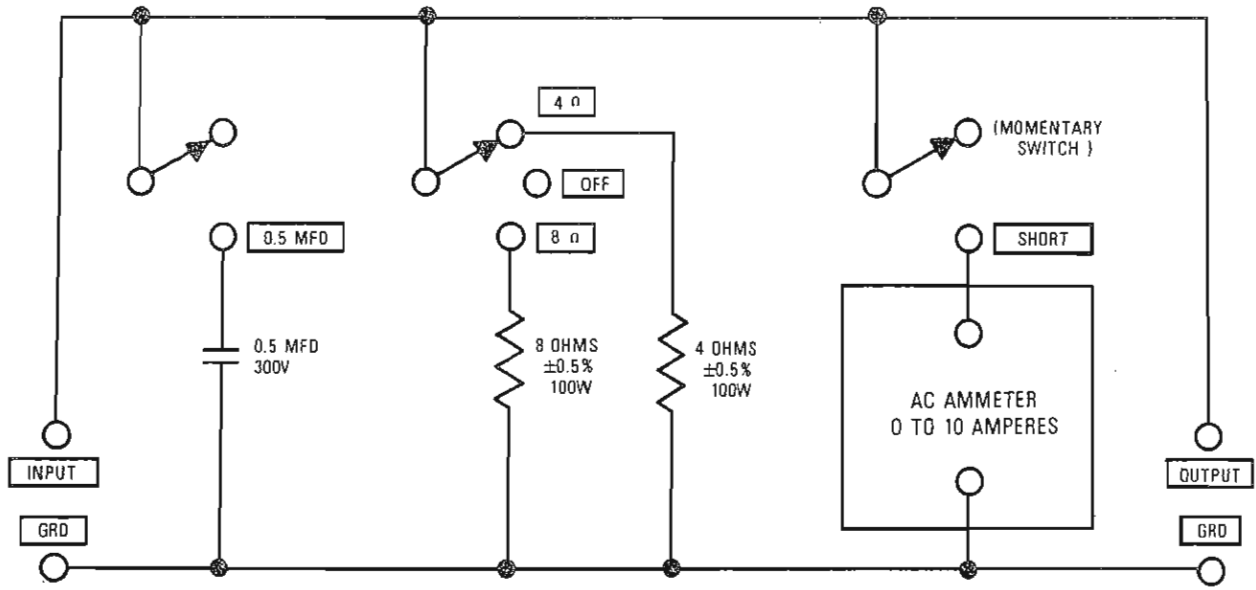 4 Ω
(MOMENTARY
SWITCH )
OFF
0.5 MFD
8 Ω
SHORT
0.5 MFD
300V
8 OHMS
±0.5%
100W
4 OHMS
±0.5%
100W
AC AMMETER
0 TO 10 AMPERES
INPUT
OUTPUT
GRD
GRD